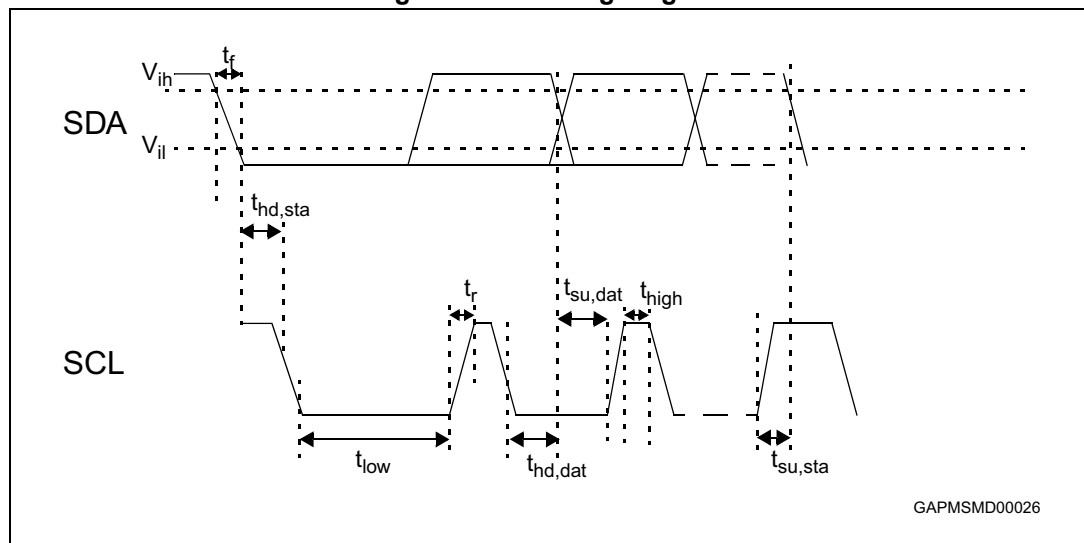 t_f
V_ih
SDA
V_il
t_hd,sta
t_r
t_su,dat
t_high
SCL
t_low
t_hd,dat
t_su,sta
GAPMSMD00026